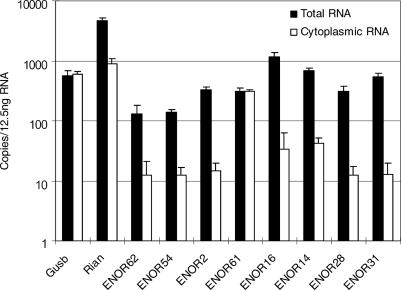 10000
1000
100
10
1
Copies/12.5ng RNA
Total RNA
Cytoplasmic RNA
Gusb
Rian
ENOR62
ENOR54
ENOR2
ENOR61
ENOR16
ENOR14
ENOR28
ENOR31